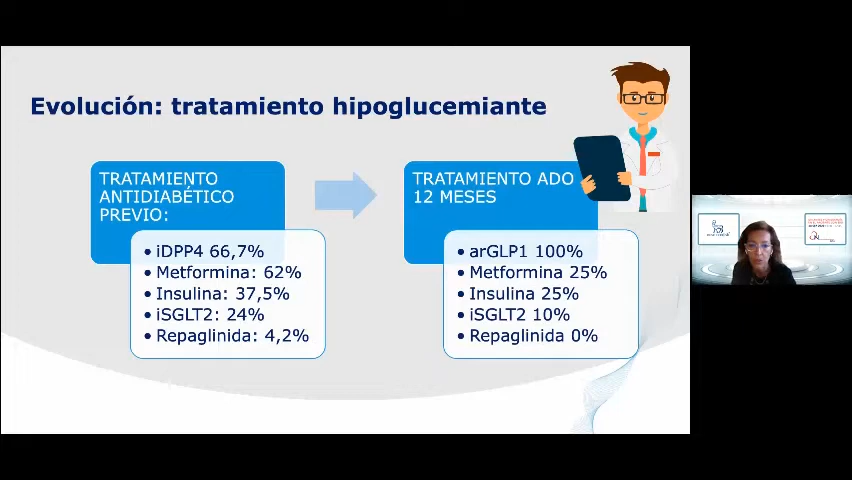 Evolución: tratamiento hipoglucemiante
TRATAMIENTO
ANTIDIABÉTICO
PREVIO:
• iDPP4 66,7%
• Metformina: 62%
• Insulina: 37,5%
• iSGLT2: 24%
• Repaglinida: 4,2%
TRATAMIENTO ADO
12 MESES
• arGLP1 100%
• Metformina 25%
• Insulina 25%
• iSGLT2 10%
• Repaglinida 0%